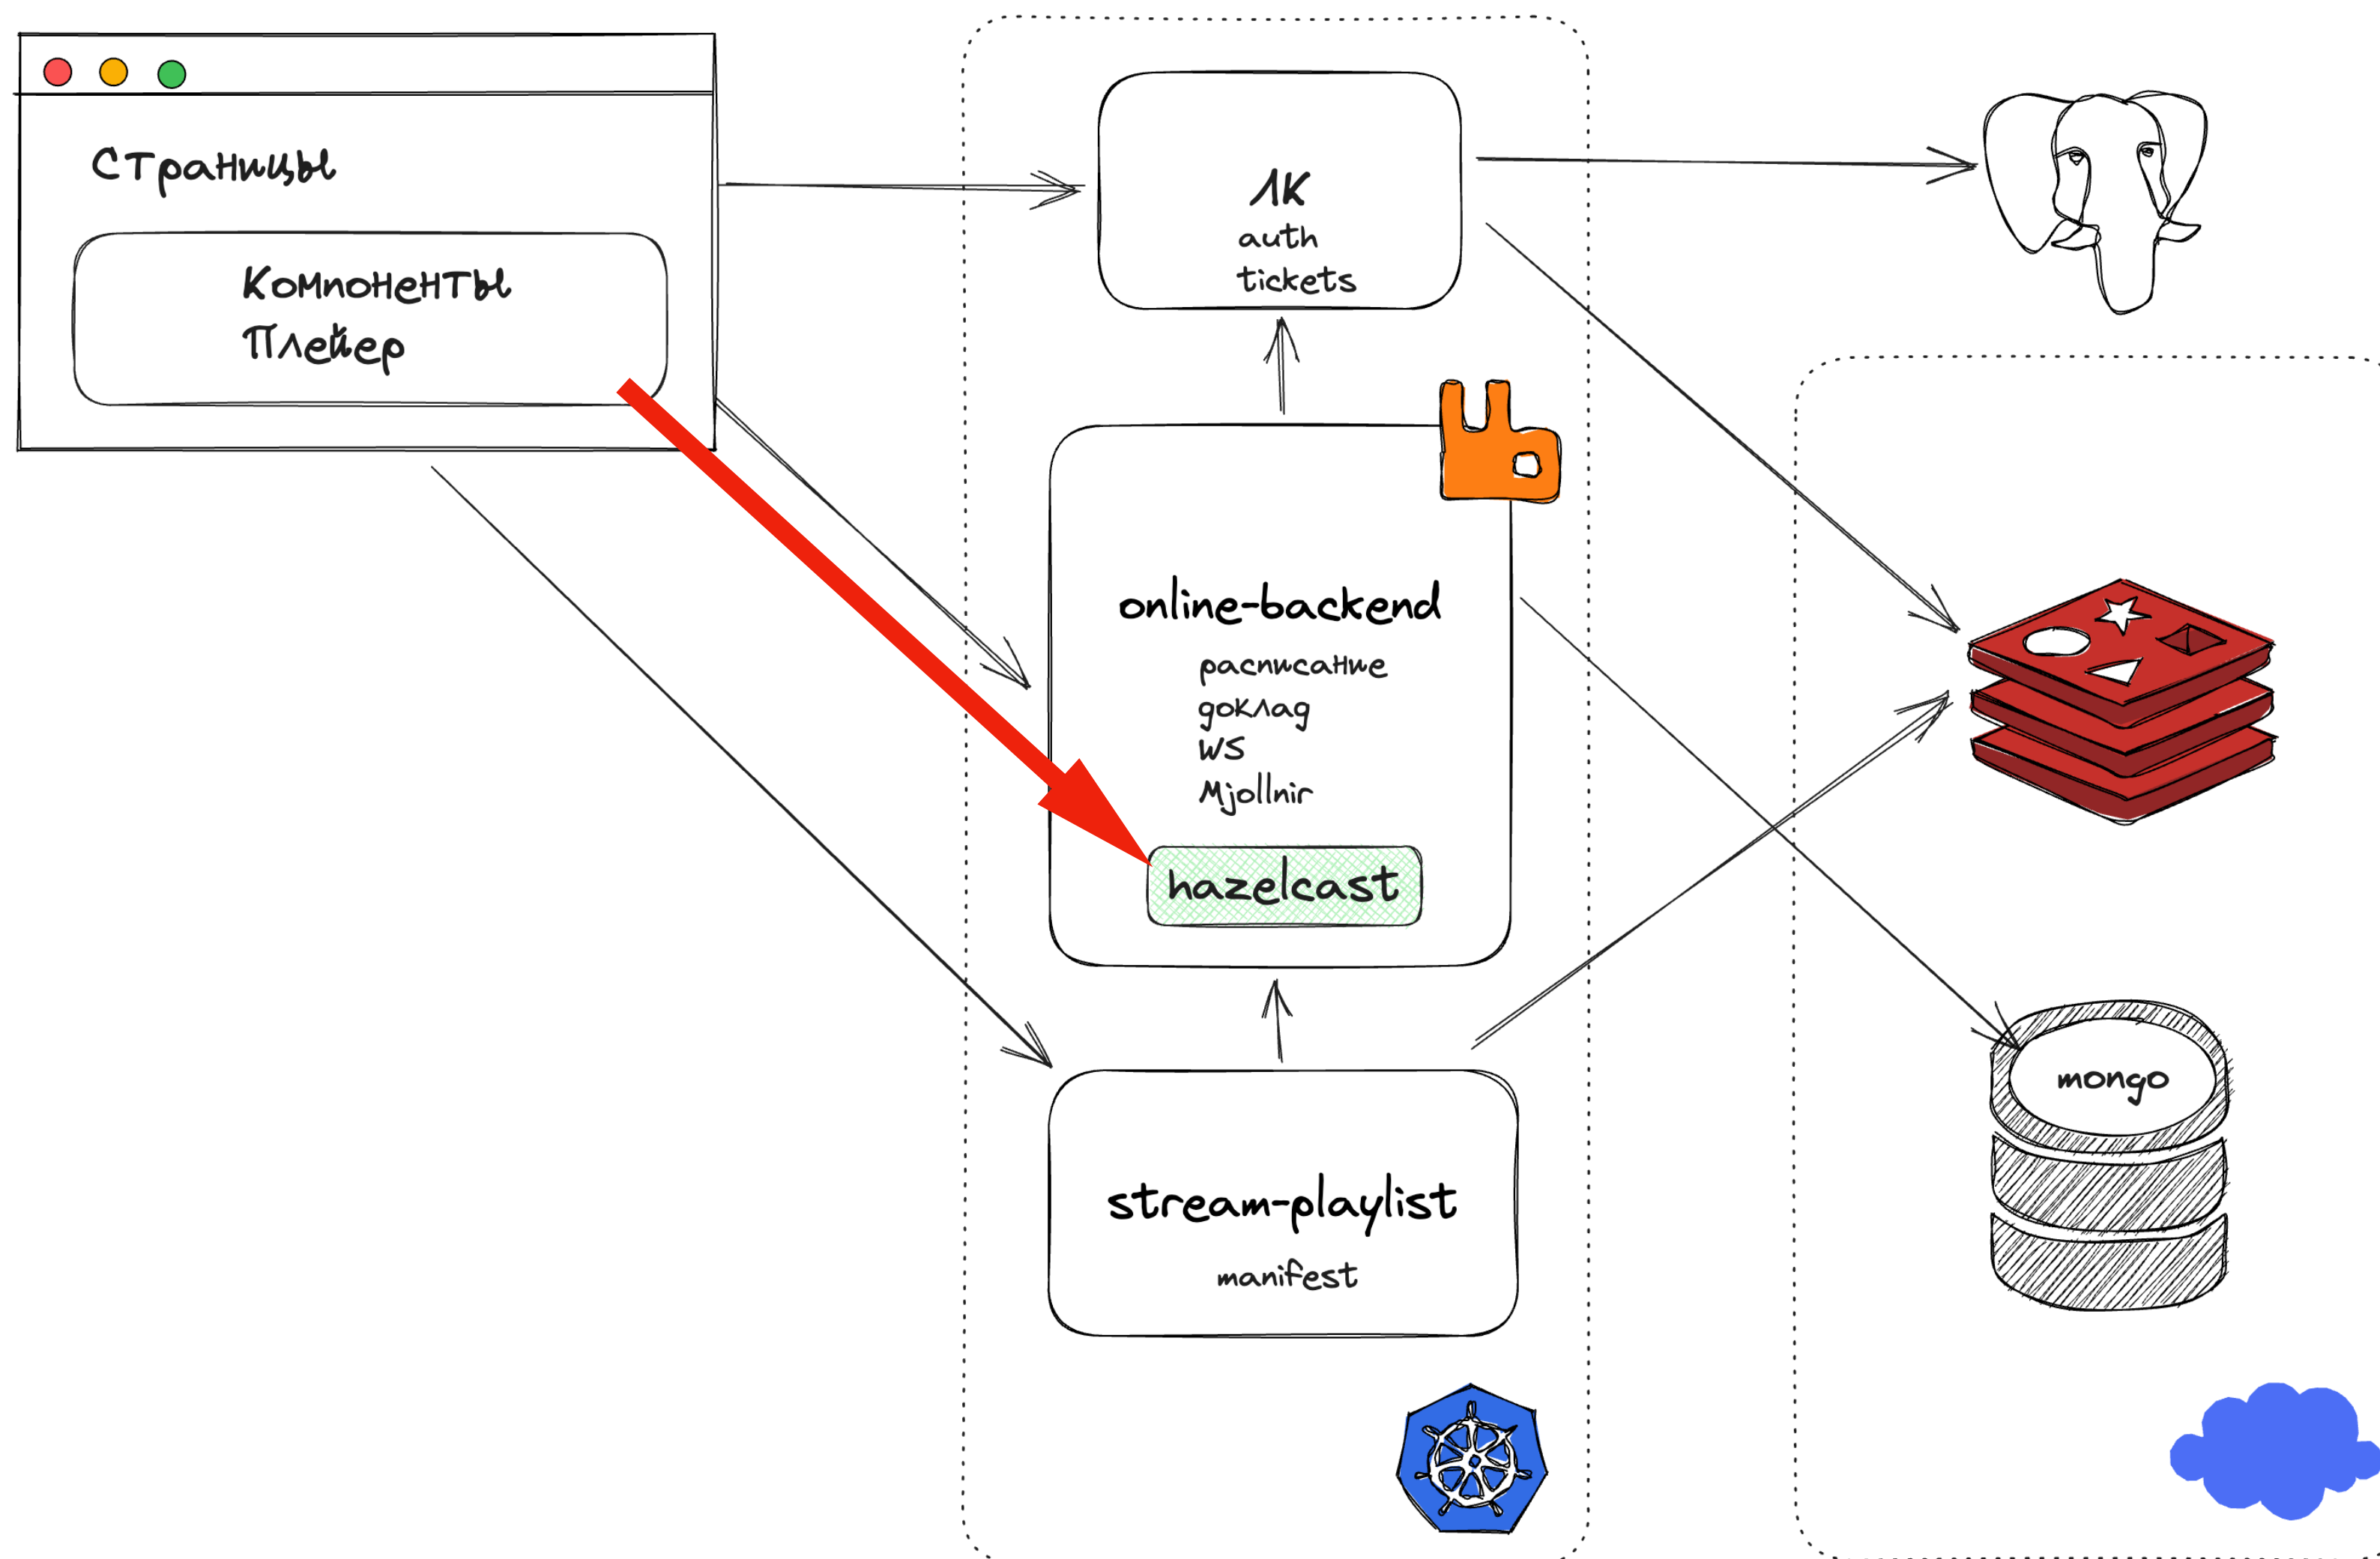 Страницы
Компоненты
Плейер
ЛК
auth
tickets
online-backend
расписание
доклад
WS
Mjollnir
hazelcast
stream-playlist
manifest
mongo